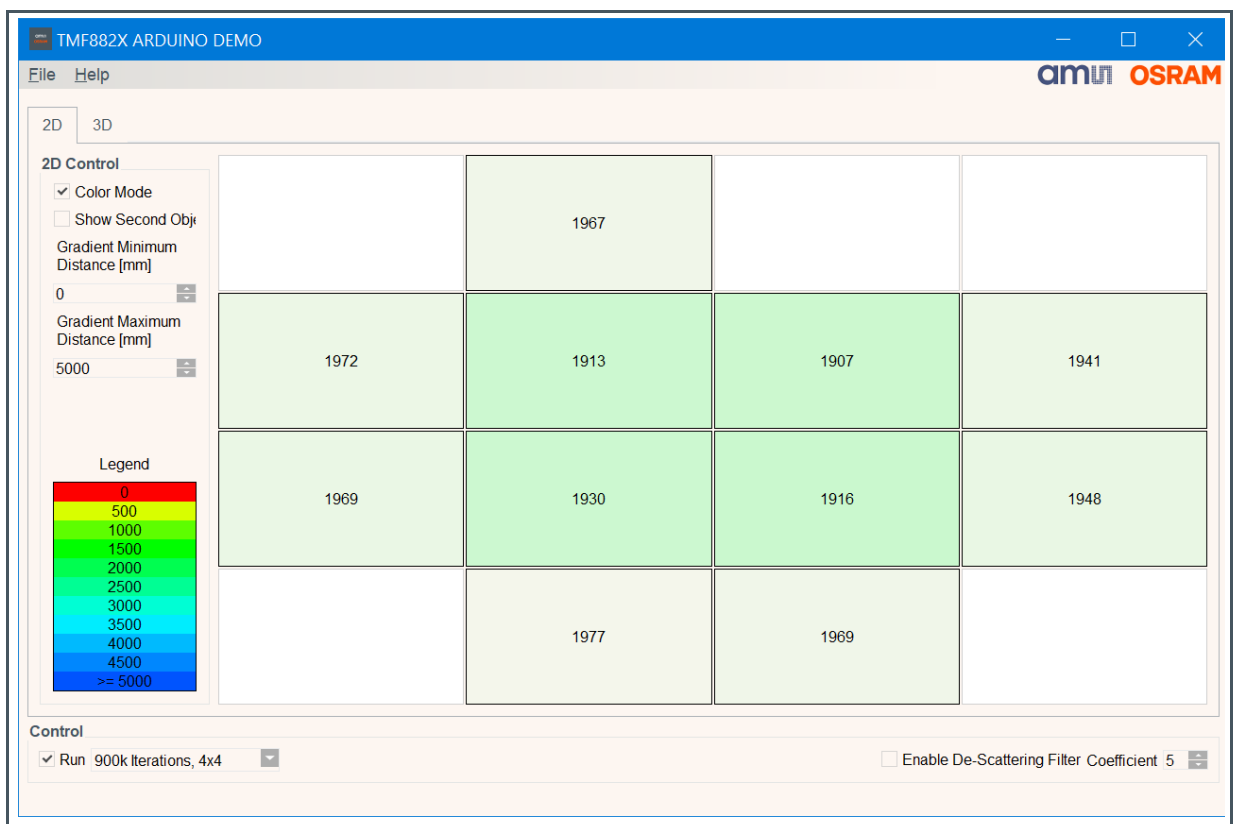 TMF882X ARDUINO DEMO
File Help
amu OSRAM
2D 3D
2D Control
Color Mode
Show Second Obje
Gradient Minimum
Distance [mm]
0
Gradient Maximum
Distance [mm]
5000
Legend
0
500
1000
1500
2000
2500
3000
3500
4000
4500
>= 5000
1967
1972 1913 1907 1941
1969 1930 1916 1948
1977 1969
Control
Run 900k Iterations, 4x4
Enable De-Scattering Filter Coefficient 5